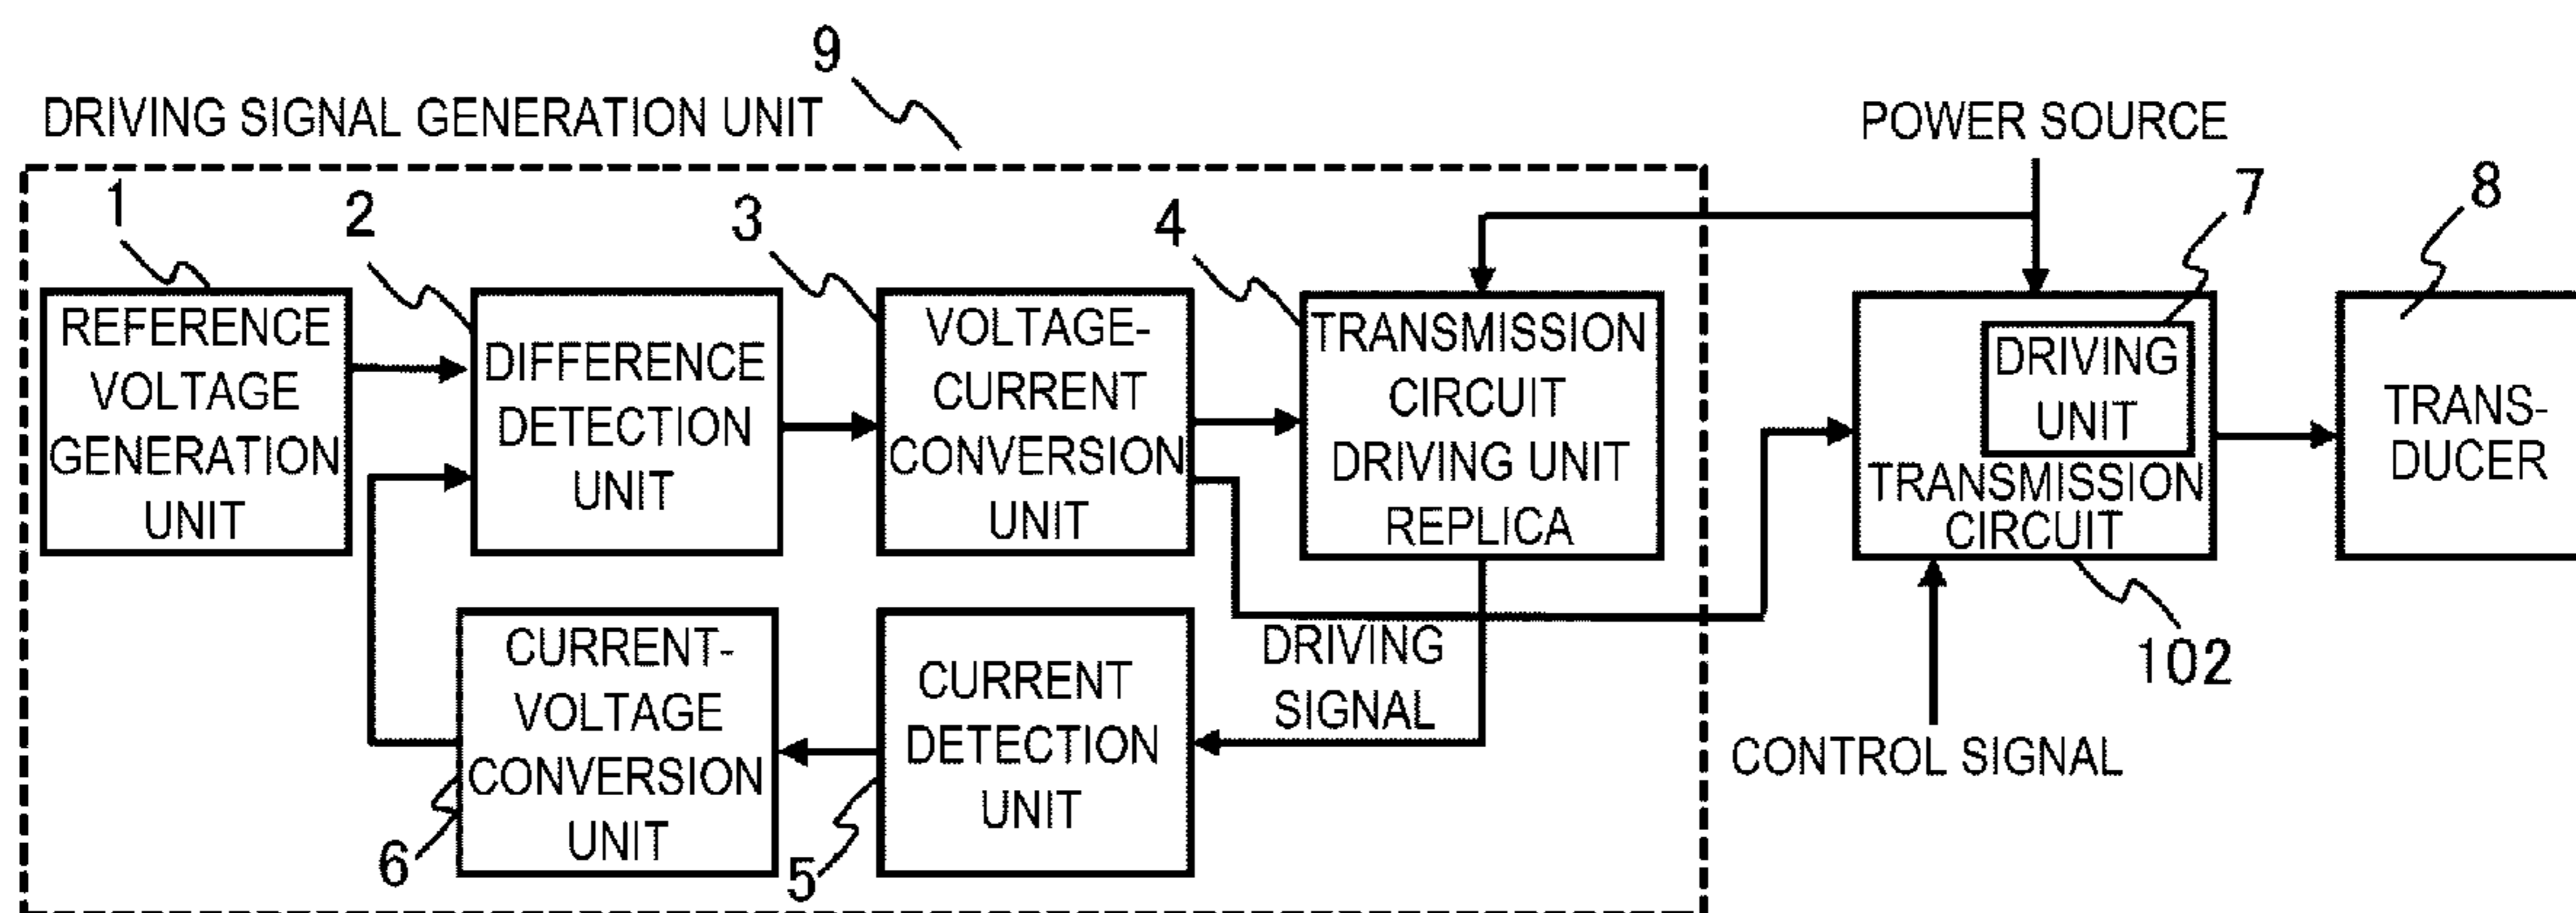 9
DRIVING SIGNAL GENERATION UNIT
POWER SOURCE
1
2
3
4
7
8
REFERENCE
VOLTAGE
GENERATION
UNIT
DIFFERENCE
DETECTION
UNIT
VOLTAGE-
CURRENT
CONVERSION
UNIT
TRANSMISSION
CIRCUIT
DRIVING UNIT
REPLICA
DRIVING
UNIT
TRANSMISSION
CIRCUIT
TRANS-
DUCER
CURRENT-
VOLTAGE
CONVERSION
UNIT
6
CURRENT
DETECTION
UNIT
5
DRIVING
SIGNAL
102
CONTROL SIGNAL